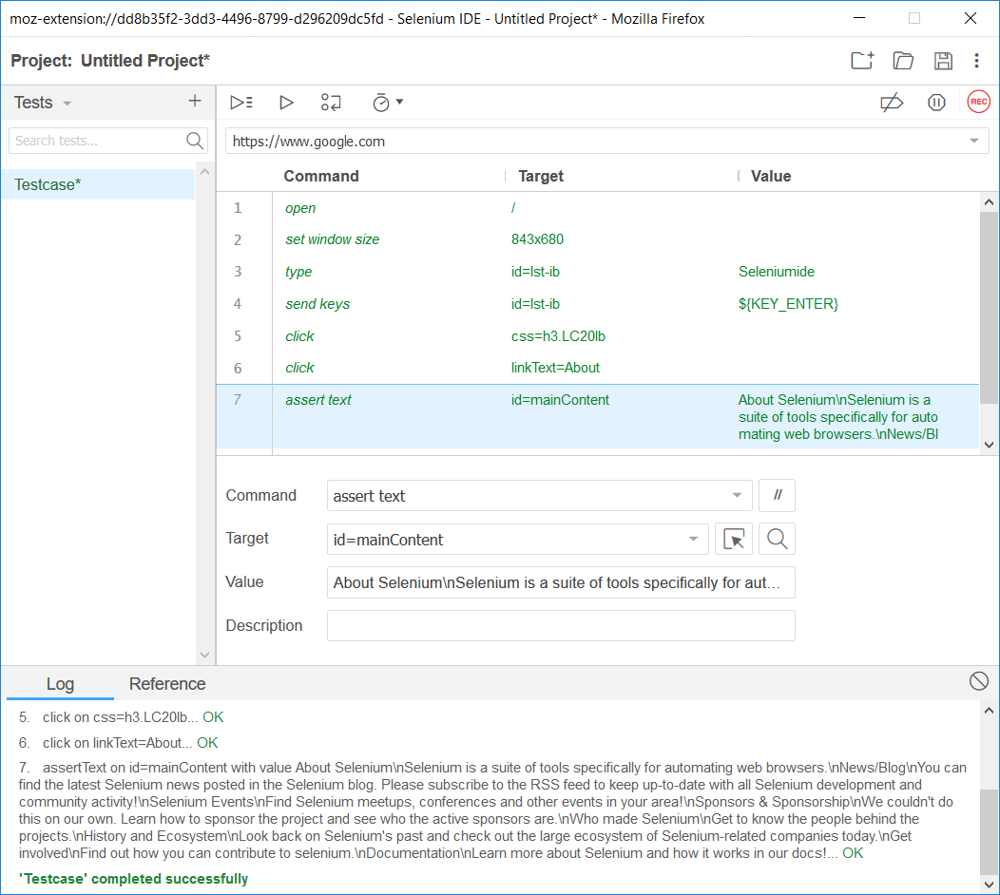 moz-extension://dd8b35f2-3dd3-4496-8799-d296209dc5fd - Selenium IDE - Untitled Project* - Mozilla Firefox
Project: Untitled Project*
Tests
Search tests...
Testcase*
REC
https://www.google.com
Command Target Value
1 open /
2 set window size 843x680
3 type id=lst-ib Seleniumide
4 send keys id=lst-ib ${KEY_ENTER}
5 click css=h3.LC20lb
6 click linkText=About
7 assert text id=mainContent About Selenium\nSelenium is a
suite of tools specifically for auto
mating web browsers.\nNews/Bl
Command assert text //
Target id=mainContent
Value About Selenium\nSelenium is a suite of tools specifically for aut...
Description
Log Reference
5. click on css=h3.LC20lb... OK
6. click on linkText=About... OK
7. assertText on id=mainContent with value About Selenium\nSelenium is a suite of tools specifically for automating web browsers.\nNews/Blog\nYou can
find the latest Selenium news posted in the Selenium blog. Please subscribe to the RSS feed to keep up-to-date with all Selenium development and
community activity!\nSelenium Events\nFind Selenium meetups, conferences and other events in your area!\nSponsors & Sponsorship\nWe couldn't do
this on our own. Learn how to sponsor the project and see who the active sponsors are.\nWho made Selenium\nGet to know the people behind the
projects.\nHistory and Ecosystem\nLook back on Selenium's past and check out the large ecosystem of Selenium-related companies today.\nGet
involved\nFind out how you can contribute to selenium.\nDocumentation\nLearn more about Selenium and how it works in our docs!... OK
'Testcase' completed successfully